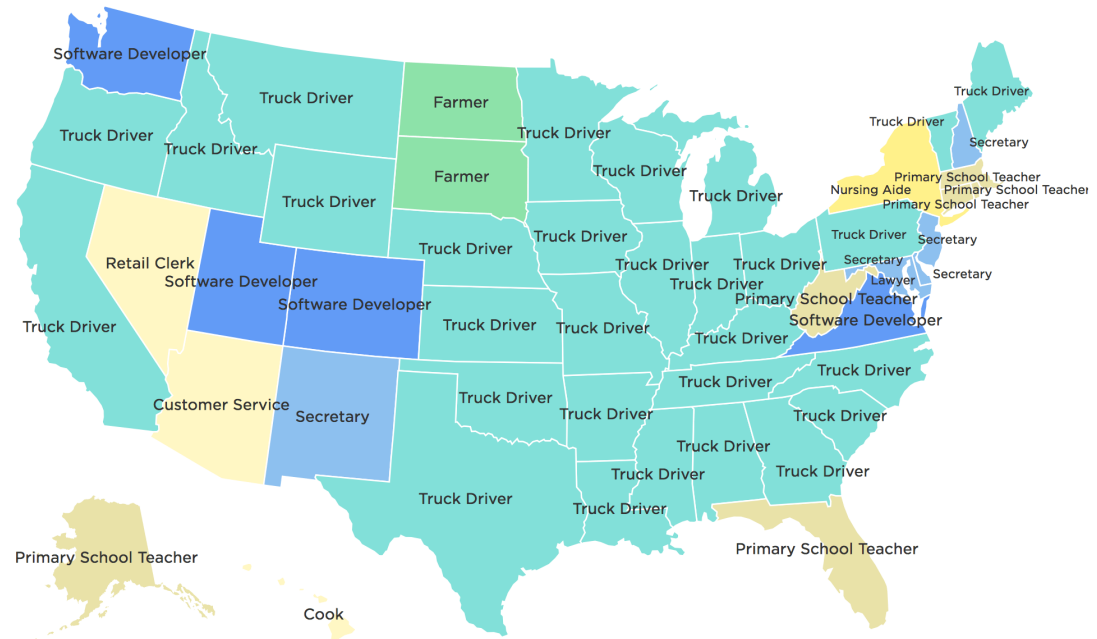 Software Developer
Truck Driver
Truck Driver
Farmer
Truck Driver
Truck Driver
Truck Driver
Truck Driver
Secretary
Truck Driver
Farmer
Truck Driver
Primary School Teacher
Nursing Aide
Primary School Teacher
Truck Driver
Truck Driver
Primary School Teacher
Truck Driver
Truck Driver
Truck Driver
Secretary
Retail Clerk
Truck Driver
Truck Driver
Secretary
Software Developer
Truck Driver
Lawyer
Secretary
Software Developer
Primary School Teacher
Truck Driver
Truck Driver
Truck Driver
Software Developer
Truck Driver
Truck Driver
Truck Driver
Customer Service
Truck Driver
Secretary
Truck Driver
Truck Driver
Truck Driver
Truck Driver
Truck Driver
Truck Driver
Truck Driver
Primary School Teacher
Primary School Teacher
Cook